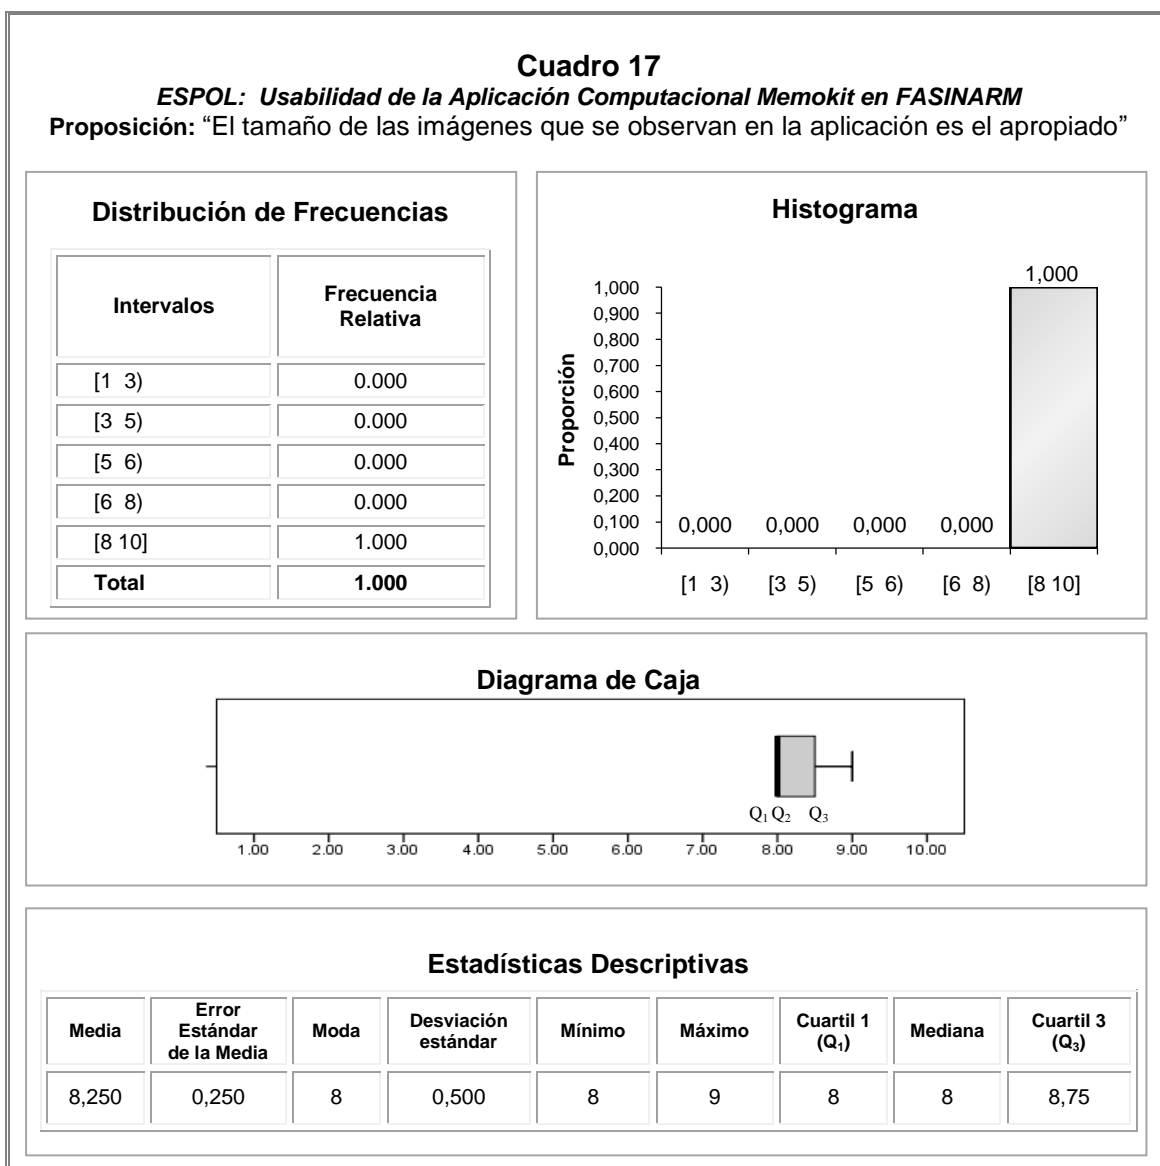 Cuadro 17
ESPOL: Usabilidad de la Aplicación Computacional Memokit en FASINARM
Proposición: “El tamaño de las imágenes que se observan en la aplicación es el apropiado”
Distribución de Frecuencias
Intervalos Frecuencia Relativa
[1 3) 0.000
[3 5) 0.000
[5 6) 0.000
[6 8) 0.000
[8 10] 1.000
Total 1.000
Histograma
Proporción
1,000
1,000
0,900
0,800
0,700
0,600
0,500
0,400
0,300
0,200
0,100
0,000
0,000 0,000 0,000 0,000
[1 3) [3 5) [5 6) [6 8) [8 10]
Diagrama de Caja
Q1 Q2 Q3
1.00 2.00 3.00 4.00 5.00 6.00 7.00 8.00 9.00 10.00
Estadísticas Descriptivas
Media Error Estándar de la Media Moda Desviación estándar Mínimo Máximo Cuartil 1 (Q1) Mediana Cuartil 3 (Q3)
8,250 0,250 8 0,500 8 9 8 8 8,75